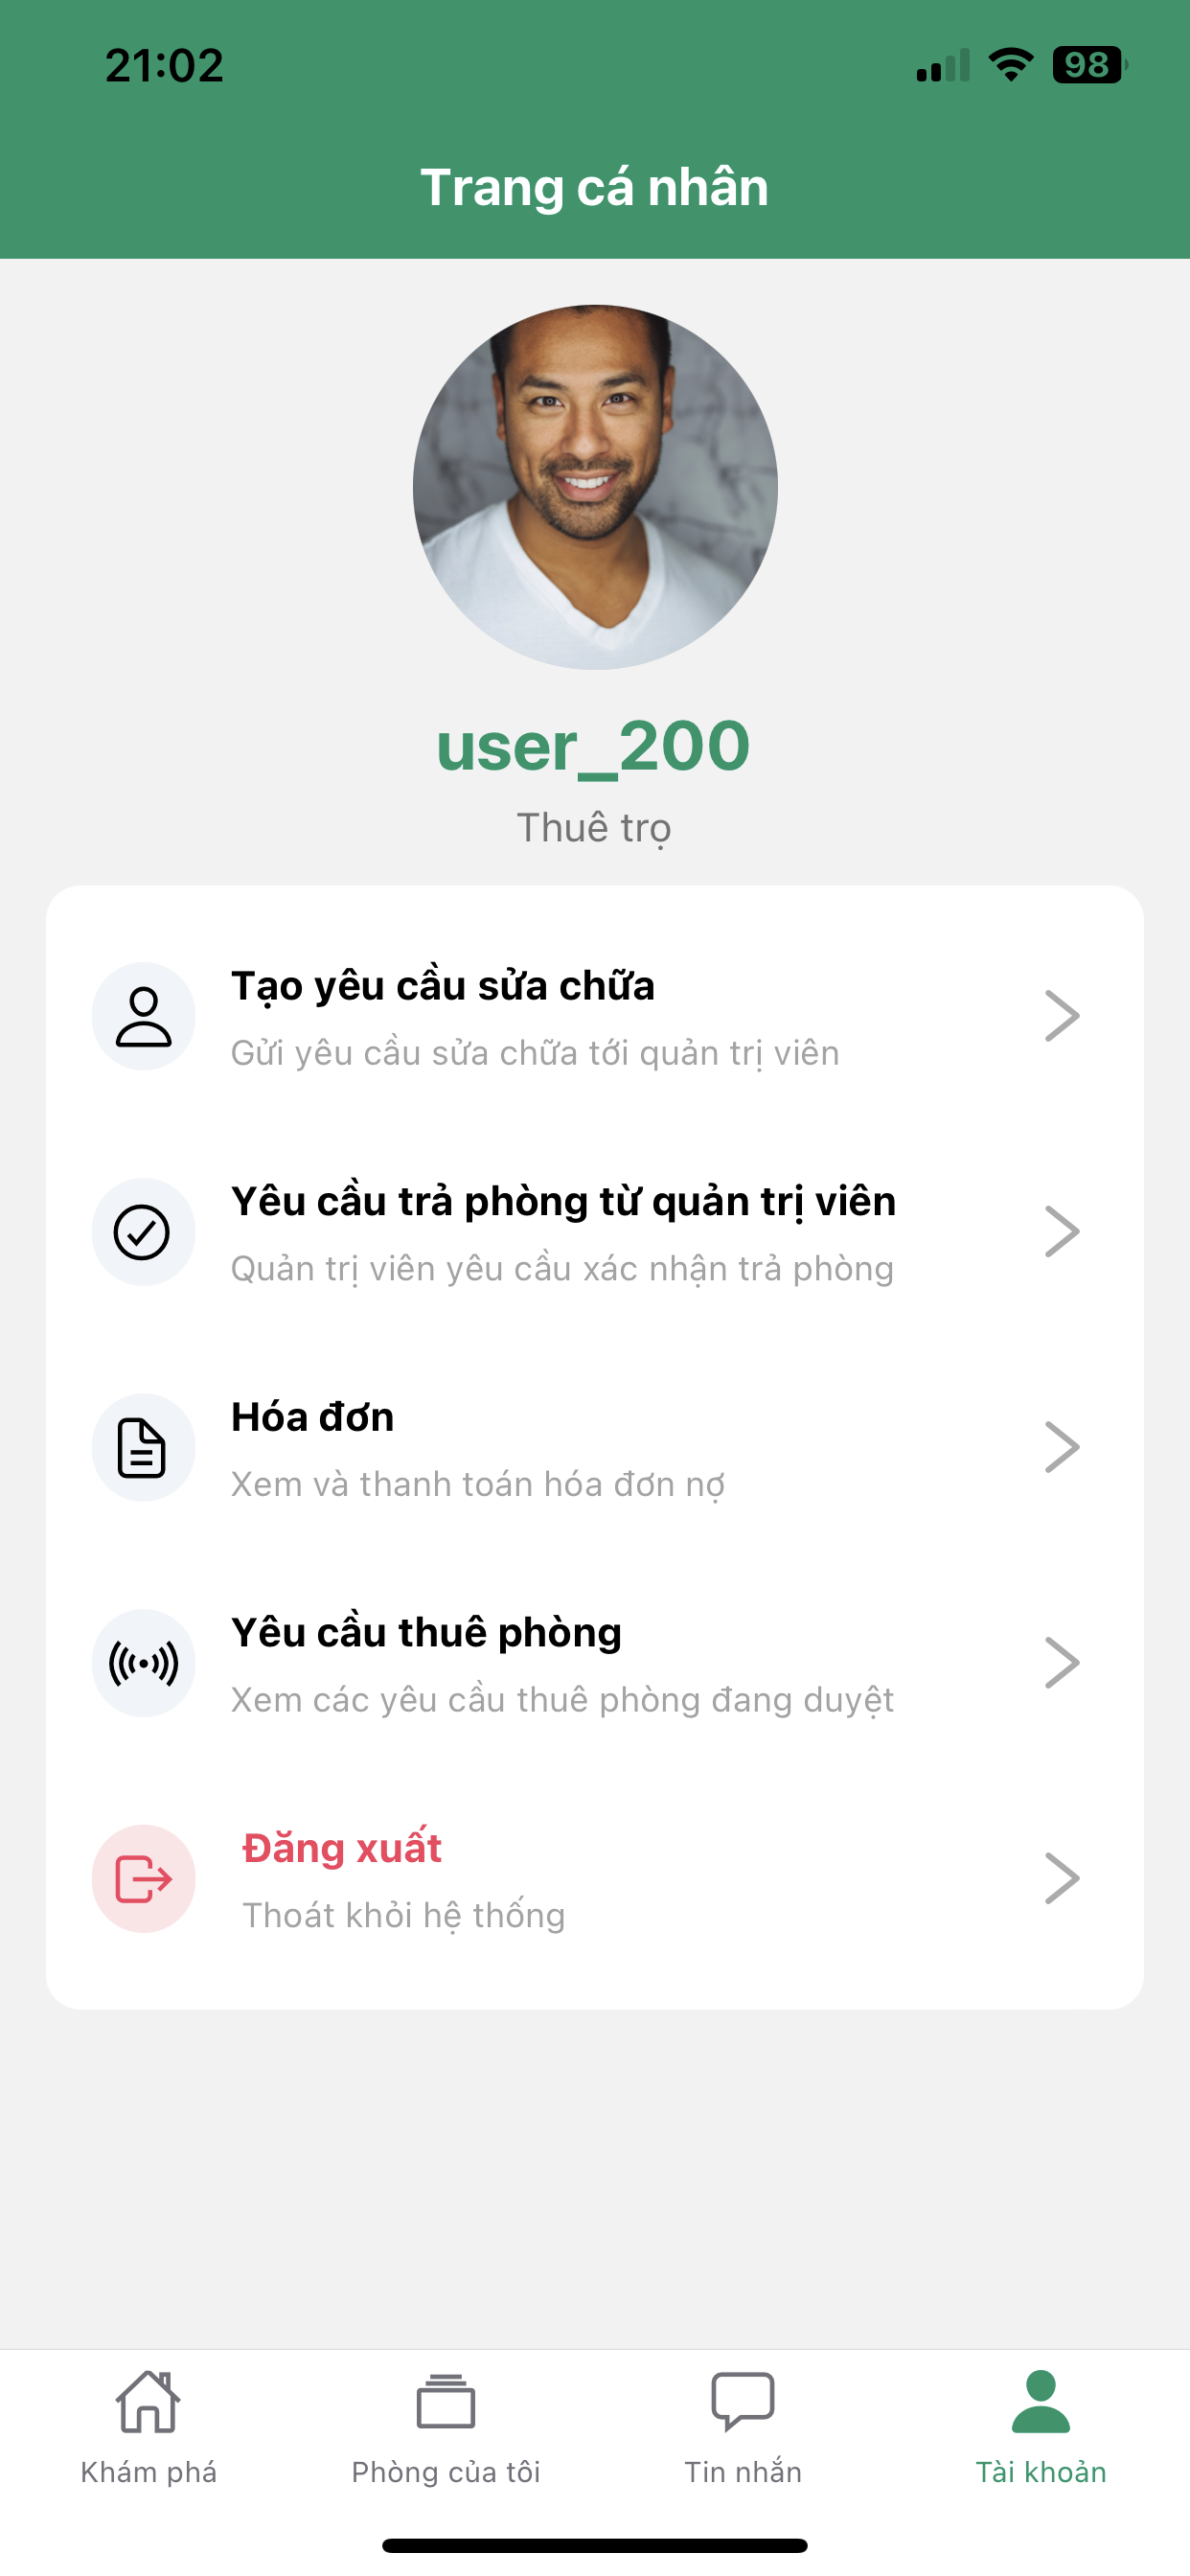 21:02
98
Trang cá nhân
user_200
Thuê trọ
Tạo yêu cầu sửa chữa
Gửi yêu cầu sửa chữa tới quản trị viên
Yêu cầu trả phòng từ quản trị viên
Quản trị viên yêu cầu xác nhận trả phòng
Hóa đơn
Xem và thanh toán hóa đơn nợ
Yêu cầu thuê phòng
Xem các yêu cầu thuê phòng đang duyệt
Đăng xuất
Thoát khỏi hệ thống
Khám phá
Phòng của tôi
Tin nhắn
Tài khoản